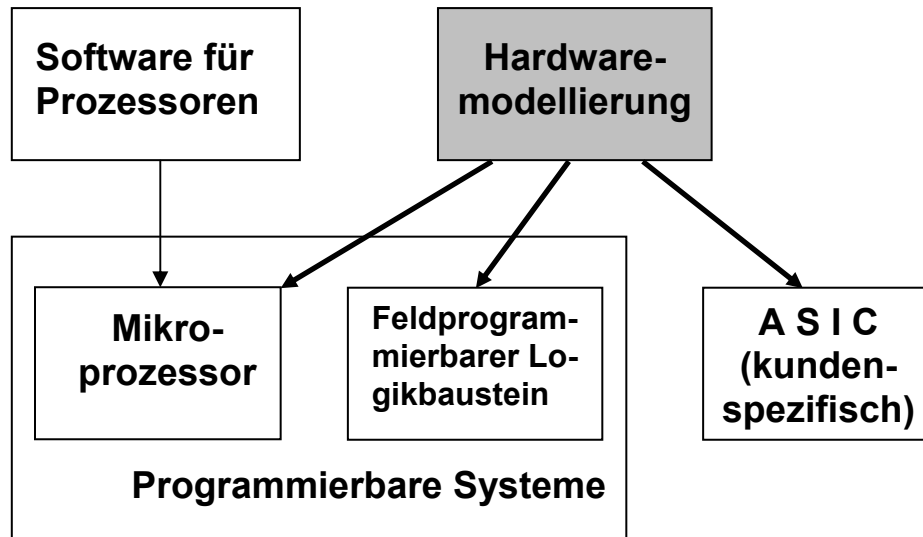 Software für
Prozessoren
Hardware-
modellierung
Mikro-
prozessor
Feldprogram-
mierbarer Lo-
gikbaustein
A S I C
(kunden-
spezifisch)
Programmierbare Systeme